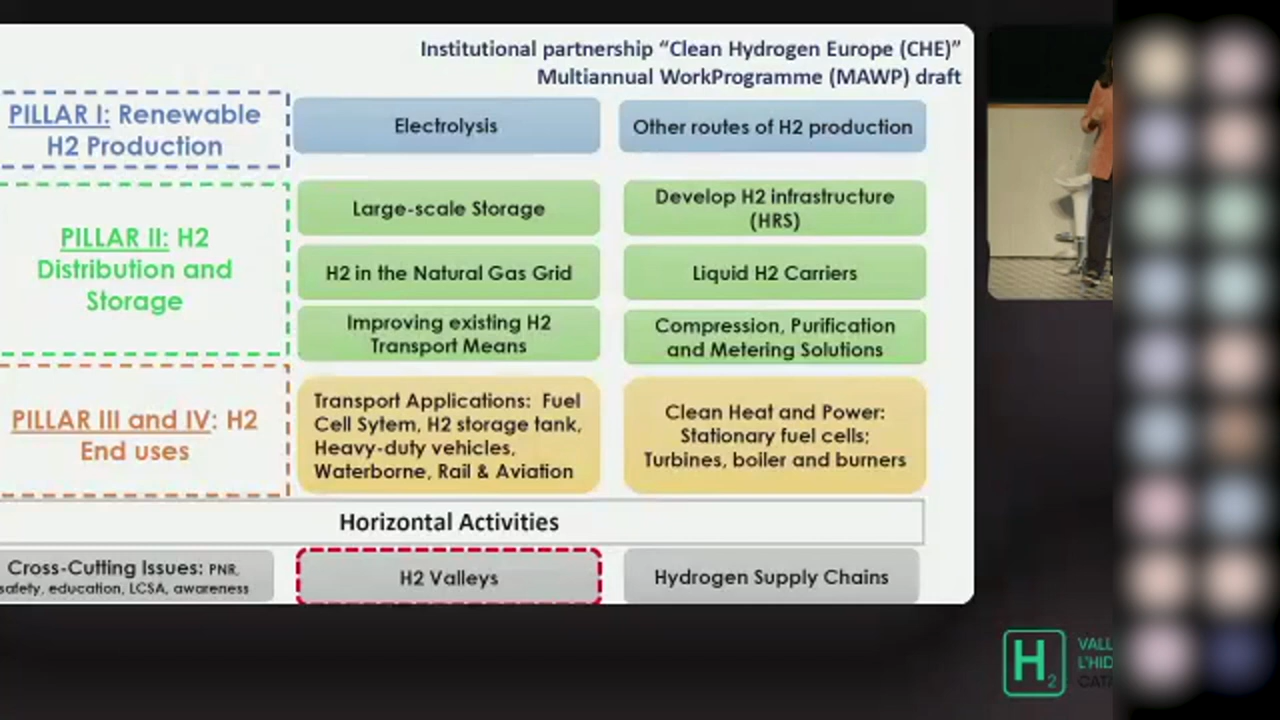 Institutional partnership “Clean Hydrogen Europe (CHE)”
Multiannual WorkProgramme (MAWP) draft
PILLAR I: Renewable
H2 Production
Electrolysis
Other routes of H2 production
PILLAR II: H2
Distribution and
Storage
Large-scale Storage
Develop H2 infrastructure
(HRS)
H2 in the Natural Gas Grid
Liquid H2 Carriers
Improving existing H2
Transport Means
Compression, Purification
and Metering Solutions
PILLAR III and IV: H2
End uses
Transport Applications: Fuel
Cell Sytem, H2 storage tank,
Heavy-duty vehicles,
Waterborne, Rail & Aviation
Clean Heat and Power:
Stationary fuel cells;
Turbines, boiler and burners
Horizontal Activities
Cross-Cutting Issues: PNR,
safety, education, LCSA, awareness
H2 Valleys
Hydrogen Supply Chains
H2
VALL
L'HID
CAT